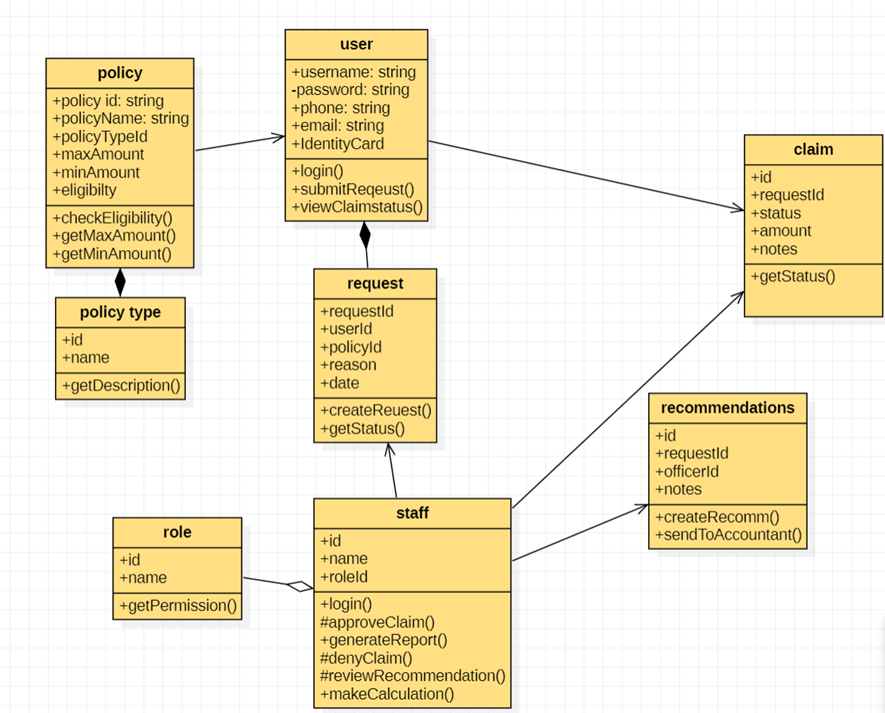 policy
+policy id: string
+policyName: string
+policyTypeId
+maxAmount
+minAmount
+eligibilty
+checkEligibility()
+getMaxAmount()
+getMinAmount()
policy type
+id
+name
+getDescription()
user
+username: string
-password: string
+phone: string
+email: string
+IdentityCard
+login()
+submitReqeust()
+viewClaimstatus()
request
+requestId
+userId
+policyId
+reason
+date
+createReuest()
+getStatus()
claim
+id
+requestId
+status
+amount
+notes
+getStatus()
recommendations
+id
+requestId
+officerId
+notes
+createRecomm()
+sendToAccountant()
role
+id
+name
+getPermission()
staff
+id
+name
+roleId
+login()
#approveClaim()
+generateReport()
#denyClaim()
#reviewRecommendation()
+makeCalculation()